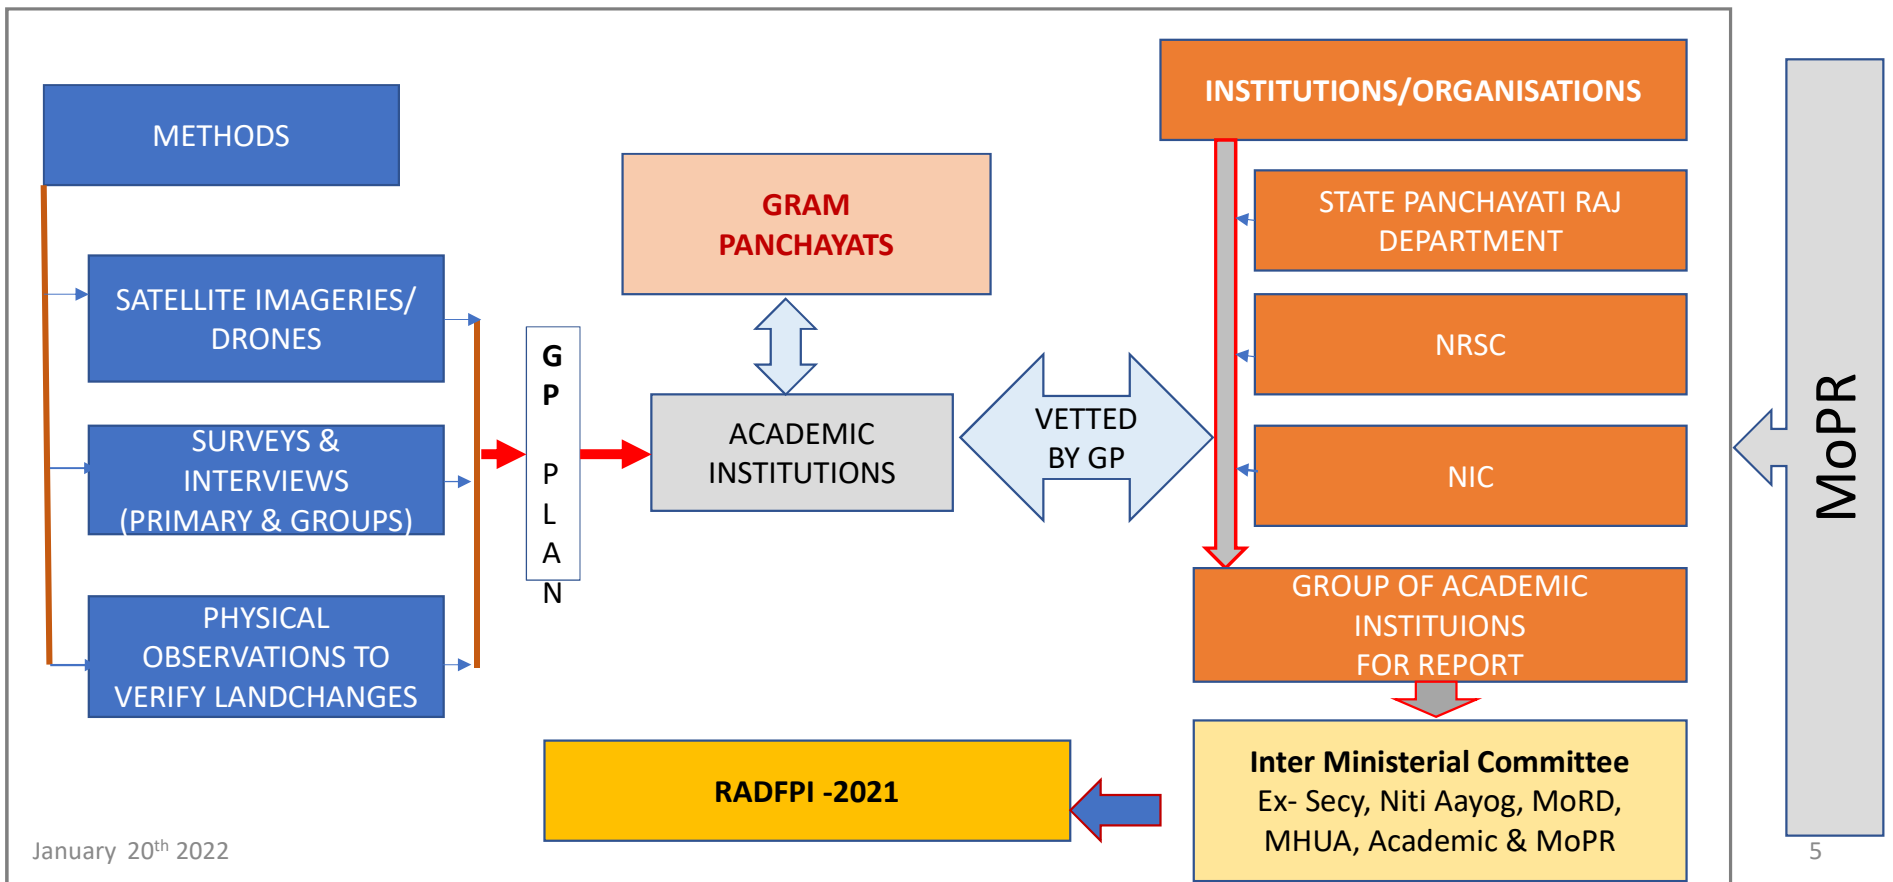 METHODS
SATELLITE IMAGERIES/
DRONES
SURVEYS &
INTERVIEWS
(PRIMARY & GROUPS)
PHYSICAL
OBSERVATIONS TO
VERIFY LANDCHANGES
G
P
P
L
A
N
GRAM
PANCHAYATS
ACADEMIC
INSTITUTIONS
VETTED
BY GP
INSTITUTIONS/ORGANISATIONS
STATE PANCHAYATI RAJ
DEPARTMENT
NRSC
NIC
GROUP OF ACADEMIC
INSTITUIONS
FOR REPORT
Inter Ministerial Committee
Ex- Secy, Niti Aayog, MoRD,
MHUA, Academic & MoPR
RADFPI -2021
MoPR
January 20th 2022
5